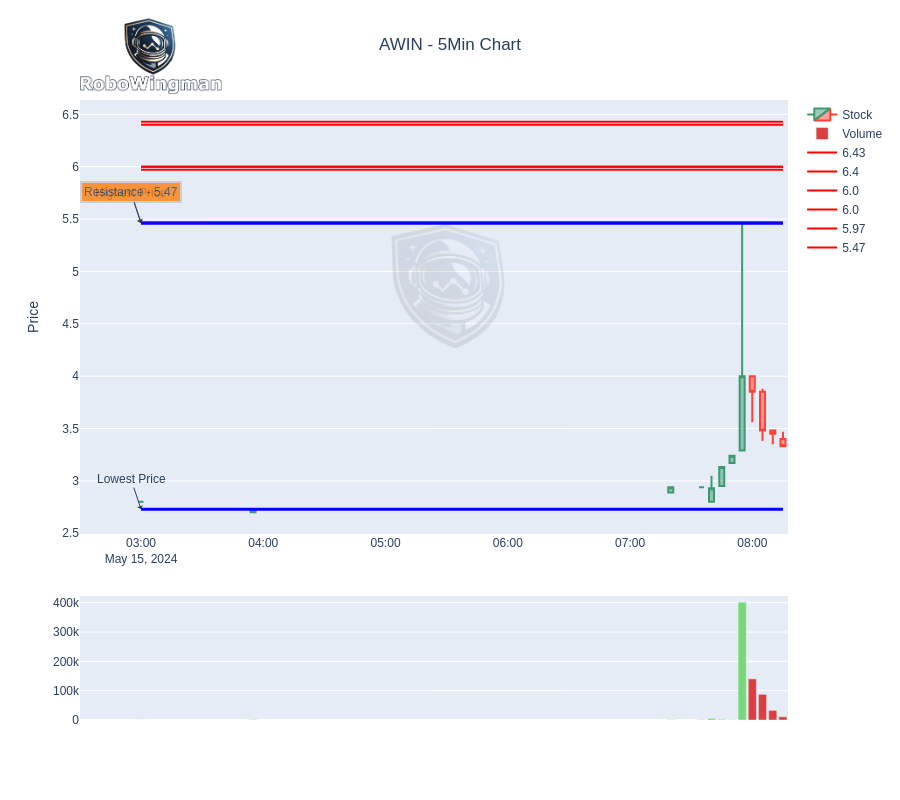 RoboWingman
AWIN - 5Min Chart
Price
6.5
6
5.5
5
4.5
4
3.5
3
2.5
Resistance - 5.47
Lowest Price
03:00
04:00
05:00
06:00
07:00
08:00
May 15, 2024
Stock
Volume
6.43
6.4
6.0
6.0
5.97
5.47
400k
300k
200k
100k
0